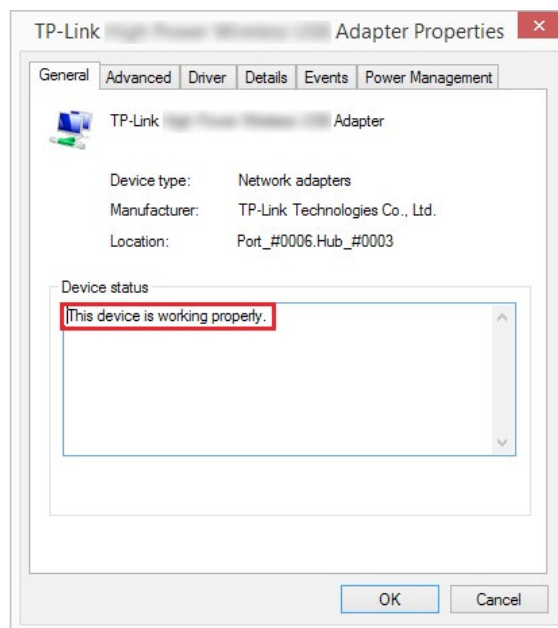 TP-Link Adapter Properties
General Advanced Driver Details Events Power Management
TP-Link Adapter
Device type: Network adapters
Manufacturer: TP-Link Technologies Co., Ltd.
Location: Port_#0006.Hub_#0003
Device status
This device is working properly.
OK Cancel